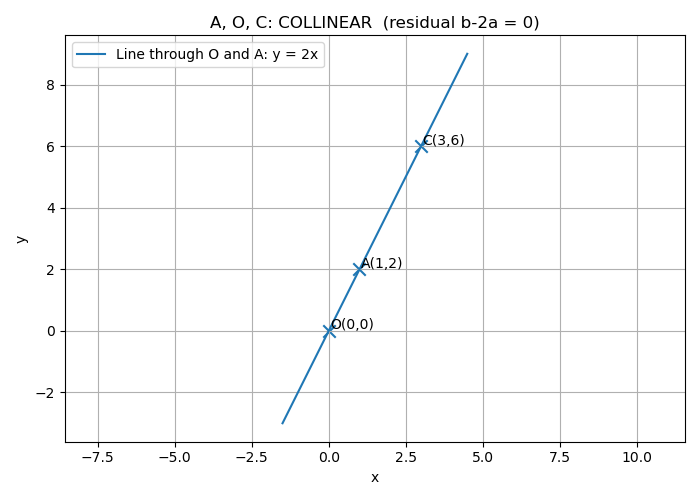 A, O, C: COLLINEAR  (residual b-2a = 0)
Line through O and A: y = 2x
8
C(3,6)
6
4
A(1,2)
2
O(0,0)
0
−2
y
−7.5 −5.0 −2.5 0.0 2.5 5.0 7.5 10.0
x